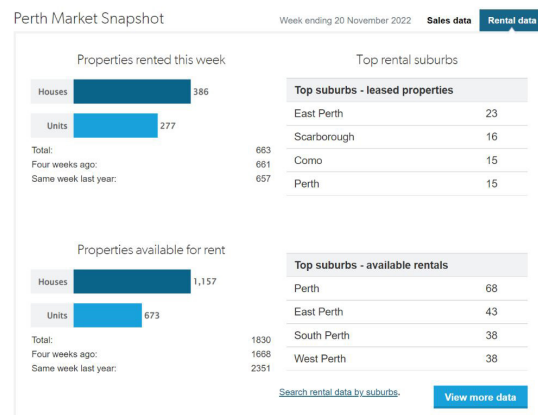 Perth Market Snapshot
Week ending 20 November 2022 Sales data Rental data
Properties rented this week
Houses 386
Units 277
Total: 663
Four weeks ago: 661
Same week last year: 657
Top rental suburbs
Top suburbs - leased properties
East Perth 23
Scarborough 16
Como 15
Perth 15
Properties available for rent
Houses 1,157
Units 673
Total: 1830
Four weeks ago: 1668
Same week last year: 2351
Top suburbs - available rentals
Perth 68
East Perth 43
South Perth 38
West Perth 38
Search rental data by suburbs.
View more data